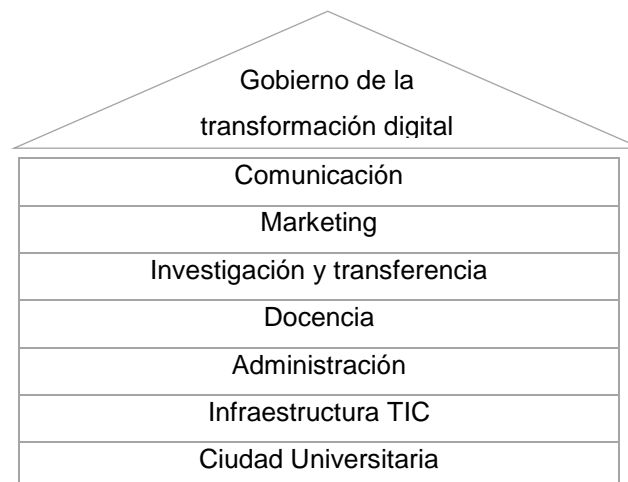 Gobierno de la
transformación digital
Comunicación
Marketing
Investigación y transferencia
Docencia
Administración
Infraestructura TIC
Ciudad Universitaria